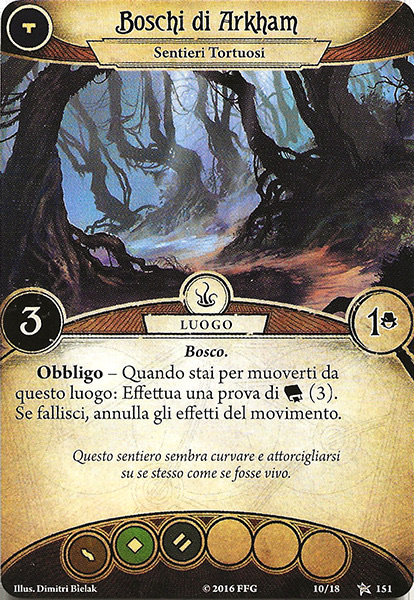 Boschi di Arkham
Sentieri Tortuosi
3
1
LUOGO
Bosco.
Obbligo – Quando stai per muoverti da
questo luogo: Effettua una prova di (3).
Se fallisci, annulla gli effetti del movimento.
Questo sentiero sembra curvare e attorcigliarsi
su se stesso come se fosse vivo.
Illus. Dimitri Bielak © 2016 FFG 10/18 151